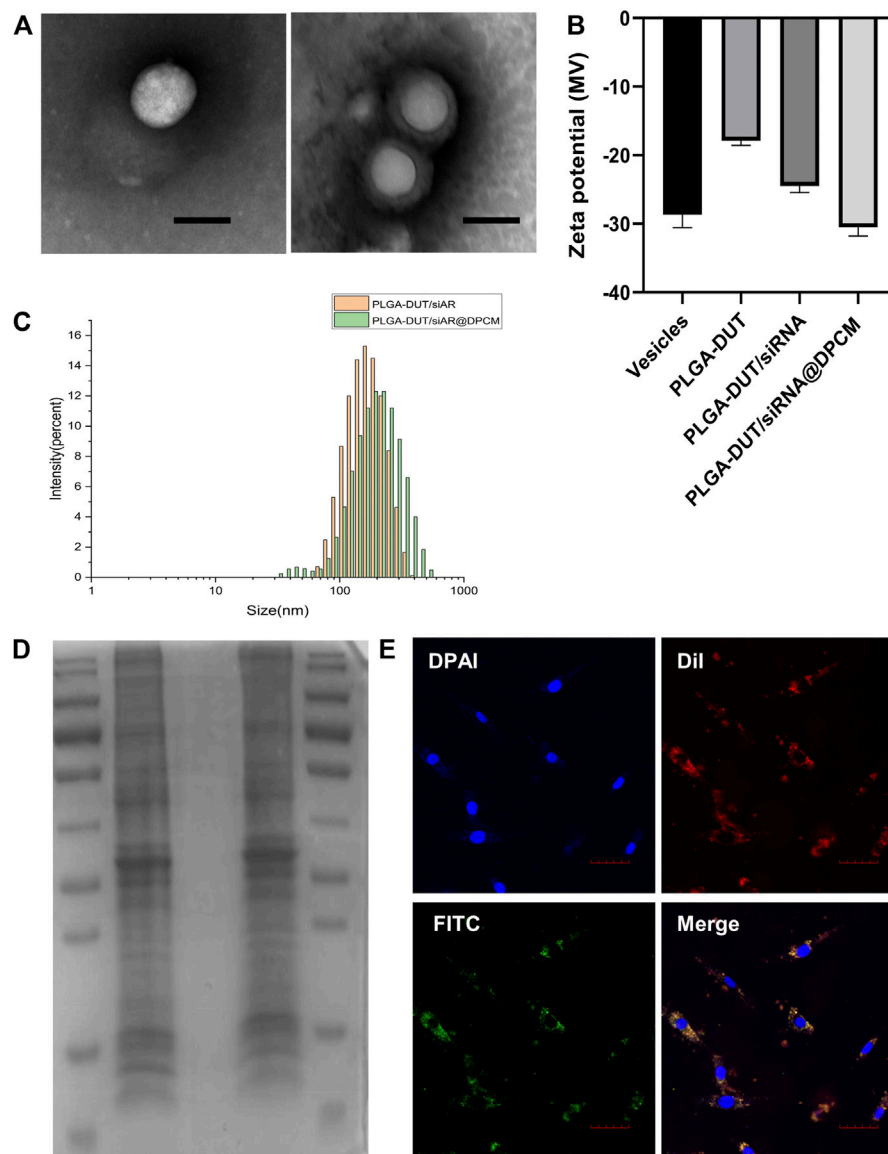 A
B
Zeta potential (MV)
0
-10
-20
-30
-40
Vesicles
PLGA-DUT
PLGA-DUT/siRNA
PLGA-DUT/siRNA@DPCM
C
PLGA-DUT/siAR
PLGA-DUT/siAR@DPCM
Intensity(percent)
16
14
12
10
8
6
4
2
0
1
10
100
1000
Size(nm)
D
E
DPAI
Dil
FITC
Merge